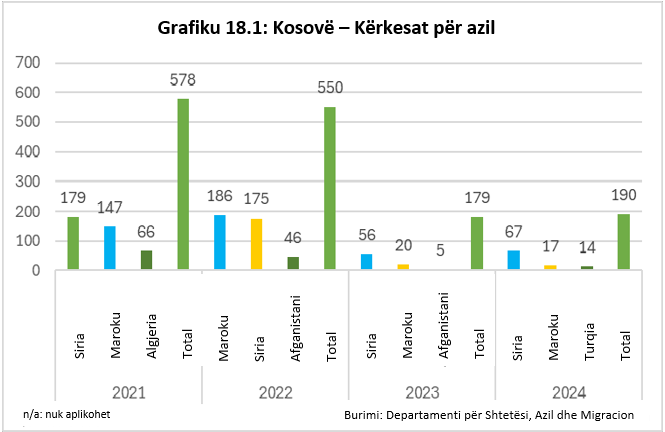 Grafiku 18.1: Kosovë – Kërkesat për azil
700
600
500
400
300
200
100
0
179
147
66
578
186
175
46
550
56
20
5
179
67
17
14
190
Siria
Maroku
Algjeria
Total
Maroku
Siria
Afganistani
Total
Siria
Maroku
Afganistani
Total
Siria
Maroku
Turqia
Total
2021
2022
2023
2024
n/a: nuk aplikohet
Burimi: Departamenti për Shtetësi, Azil dhe Migracion